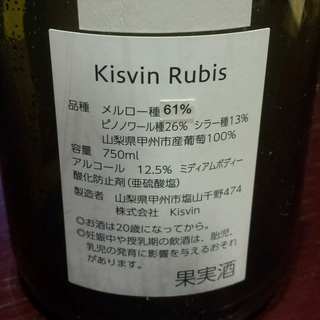 Kisvin Rubis
品種 メルロー種61%
ピノノワール種26% シラー種13%
山梨県甲州市産葡萄100%
容量 750ml
アルコール 12.5% ミディアムボディー
酸化防止剤(亜硫酸塩)
製造者 山梨県甲州市塩山千野474
株式会社 Kisvin
◎お酒は20歳になってから。
◎妊娠中や授乳期の飲酒は、胎児、
乳児の発育に影響を与えるおそれ
があります。
果実酒